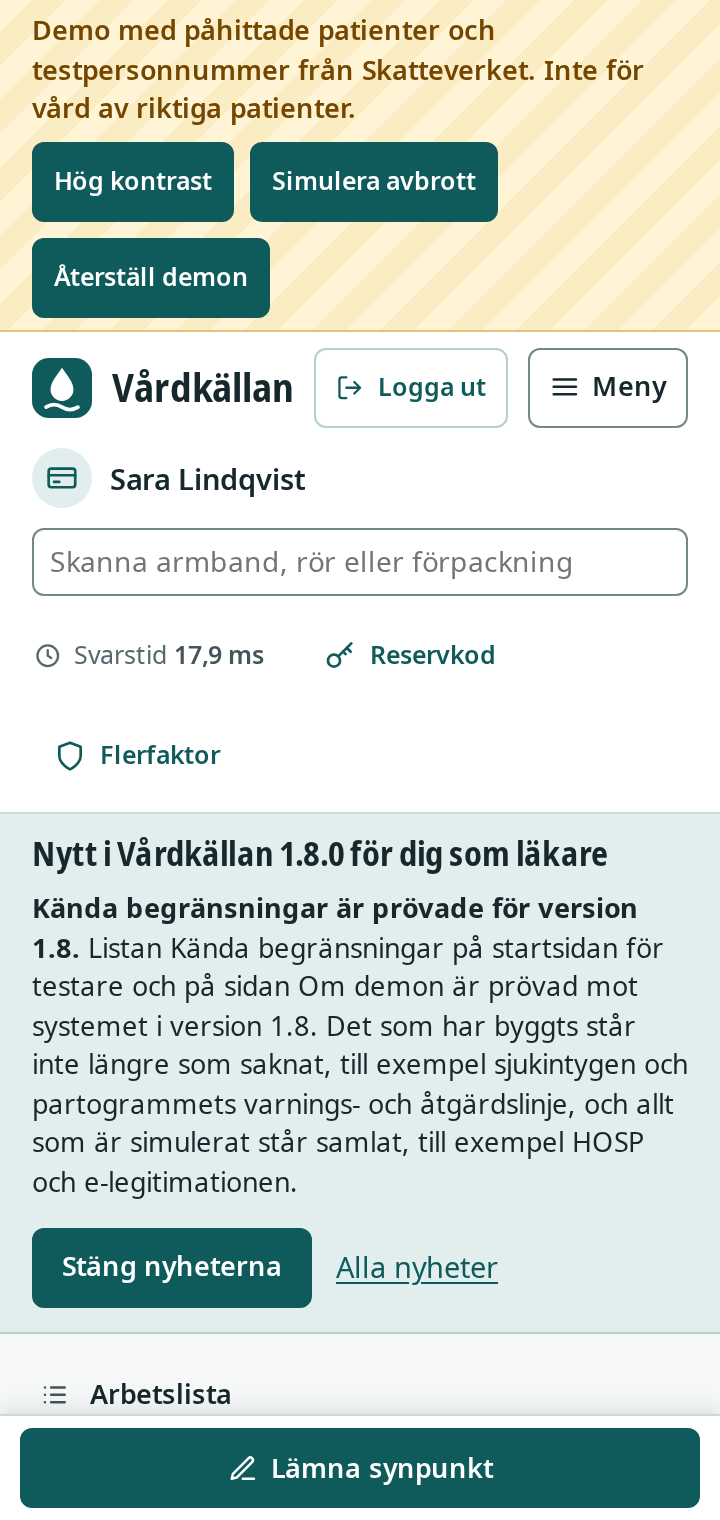 Demo med påhittade patienter och
testpersonnummer från Skatteverket. Inte för
vård av riktiga patienter.
Hög kontrast
Simulera avbrott
Återställ demon
Vårdkällan
Logga ut
Meny
Sara Lindqvist
Skanna armband, rör eller förpackning
Svarstid 17,9 ms
Reservkod
Flerfaktor
Nytt i Vårdkällan 1.8.0 för dig som läkare
Kända begränsningar är prövade för version
1.8. Listan Kända begränsningar på startsidan för
testare och på sidan Om demon är prövad mot
systemet i version 1.8. Det som har byggts står
inte längre som saknat, till exempel sjukintygen och
partogrammets varnings- och åtgärdslinje, och allt
som är simulerat står samlat, till exempel HOSP
och e-legitimationen.
Stäng nyheterna
Alla nyheter
Arbetslista
Lämna synpunkt